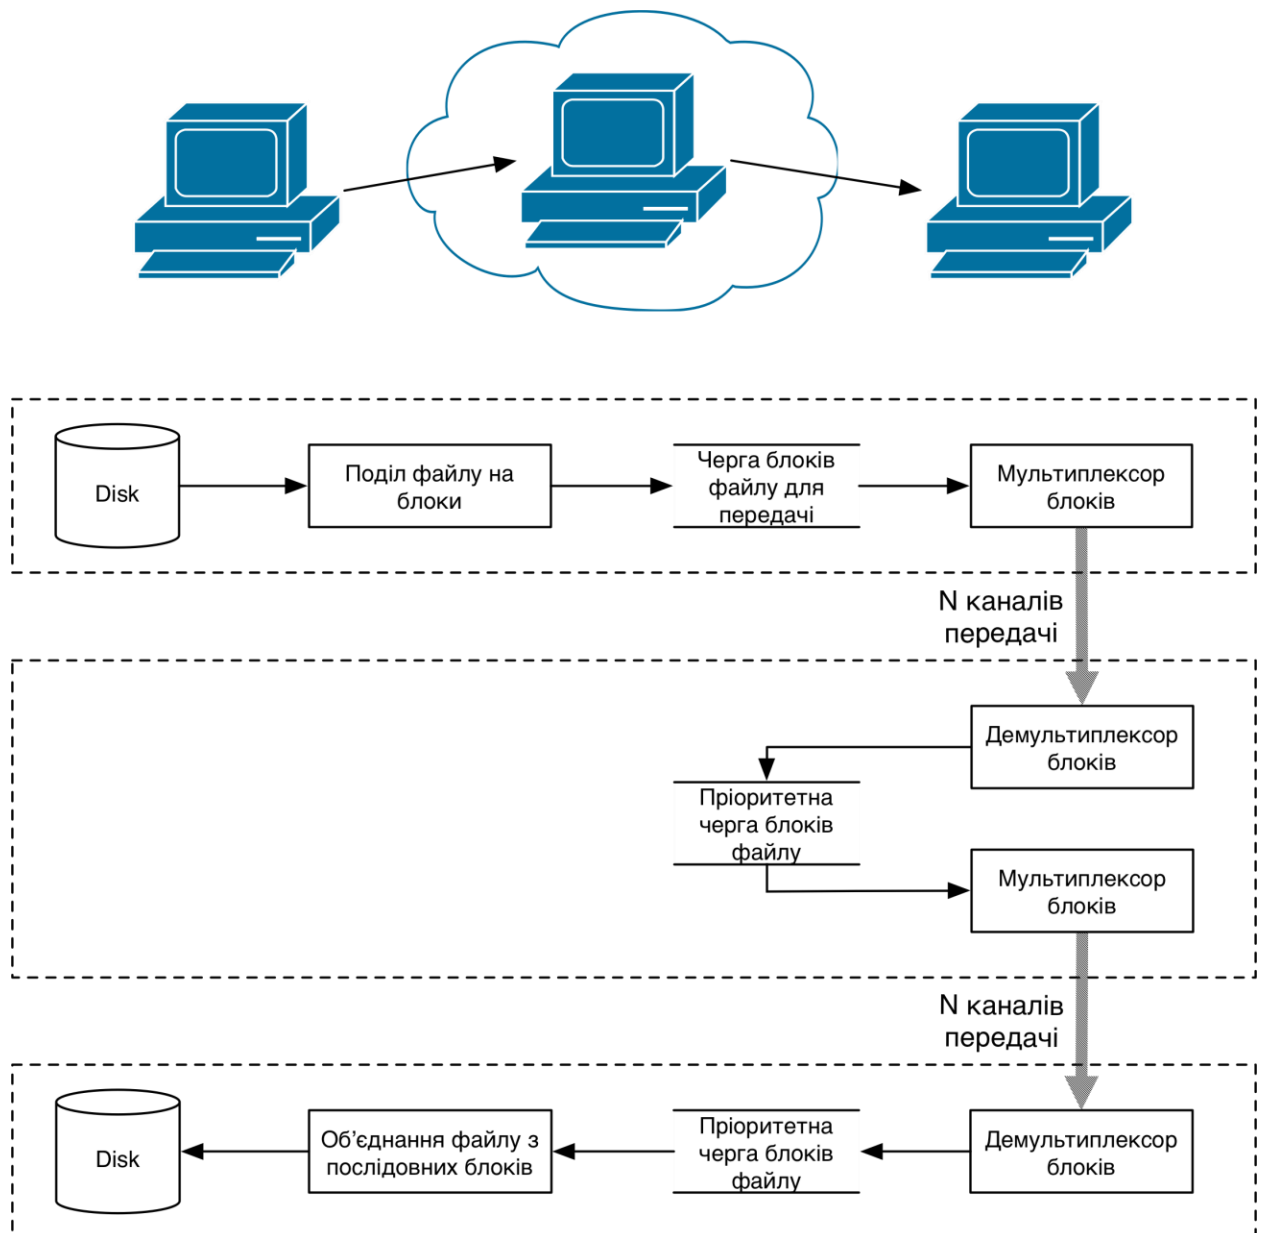 Disk
Поділ файлу на
блоки
Черга блоків
файлу для
передачі
Мультиплексор
блоків
N каналів
передачі
Демультиплексор
блоків
Пріоритетна
черга блоків
файлу
Мультиплексор
блоків
N каналів
передачі
Disk
Об’єднання файлу з
послідовних блоків
Пріоритетна
черга блоків
файлу
Демультиплексор
блоків